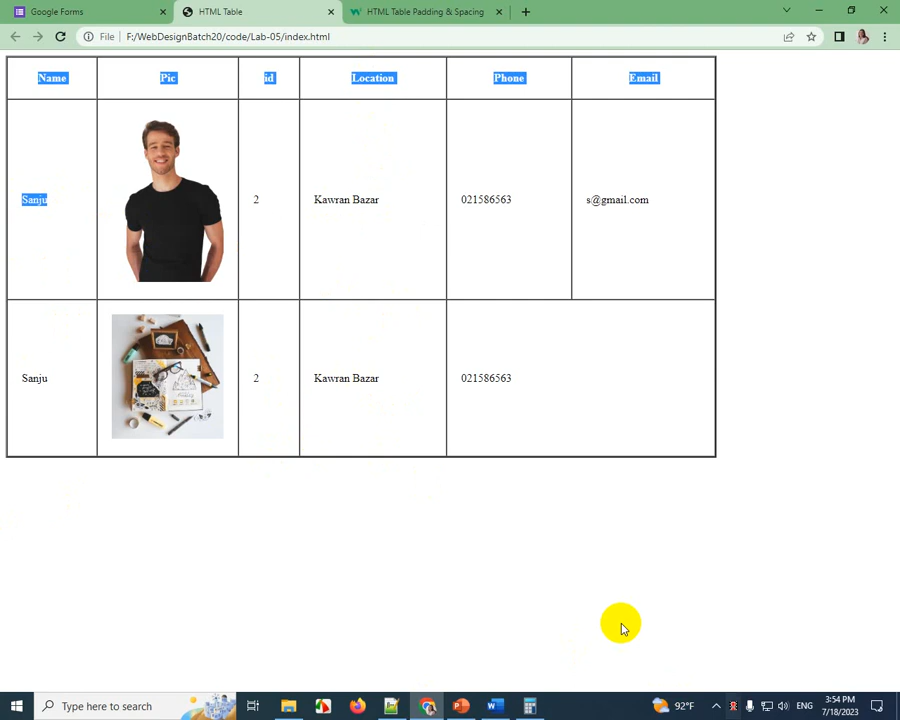 Google Forms
HTML Table
HTML Table Padding & Spacing
File
F:/WebDesignBatch20/code/Lab-05/index.html
Name Pic id Location Phone Email
Sanju 2 Kawran Bazar 021586563 s@gmail.com
Sanju 2 Kawran Bazar 021586563
Type here to search
92°F
ENG
3:54 PM
7/18/2023